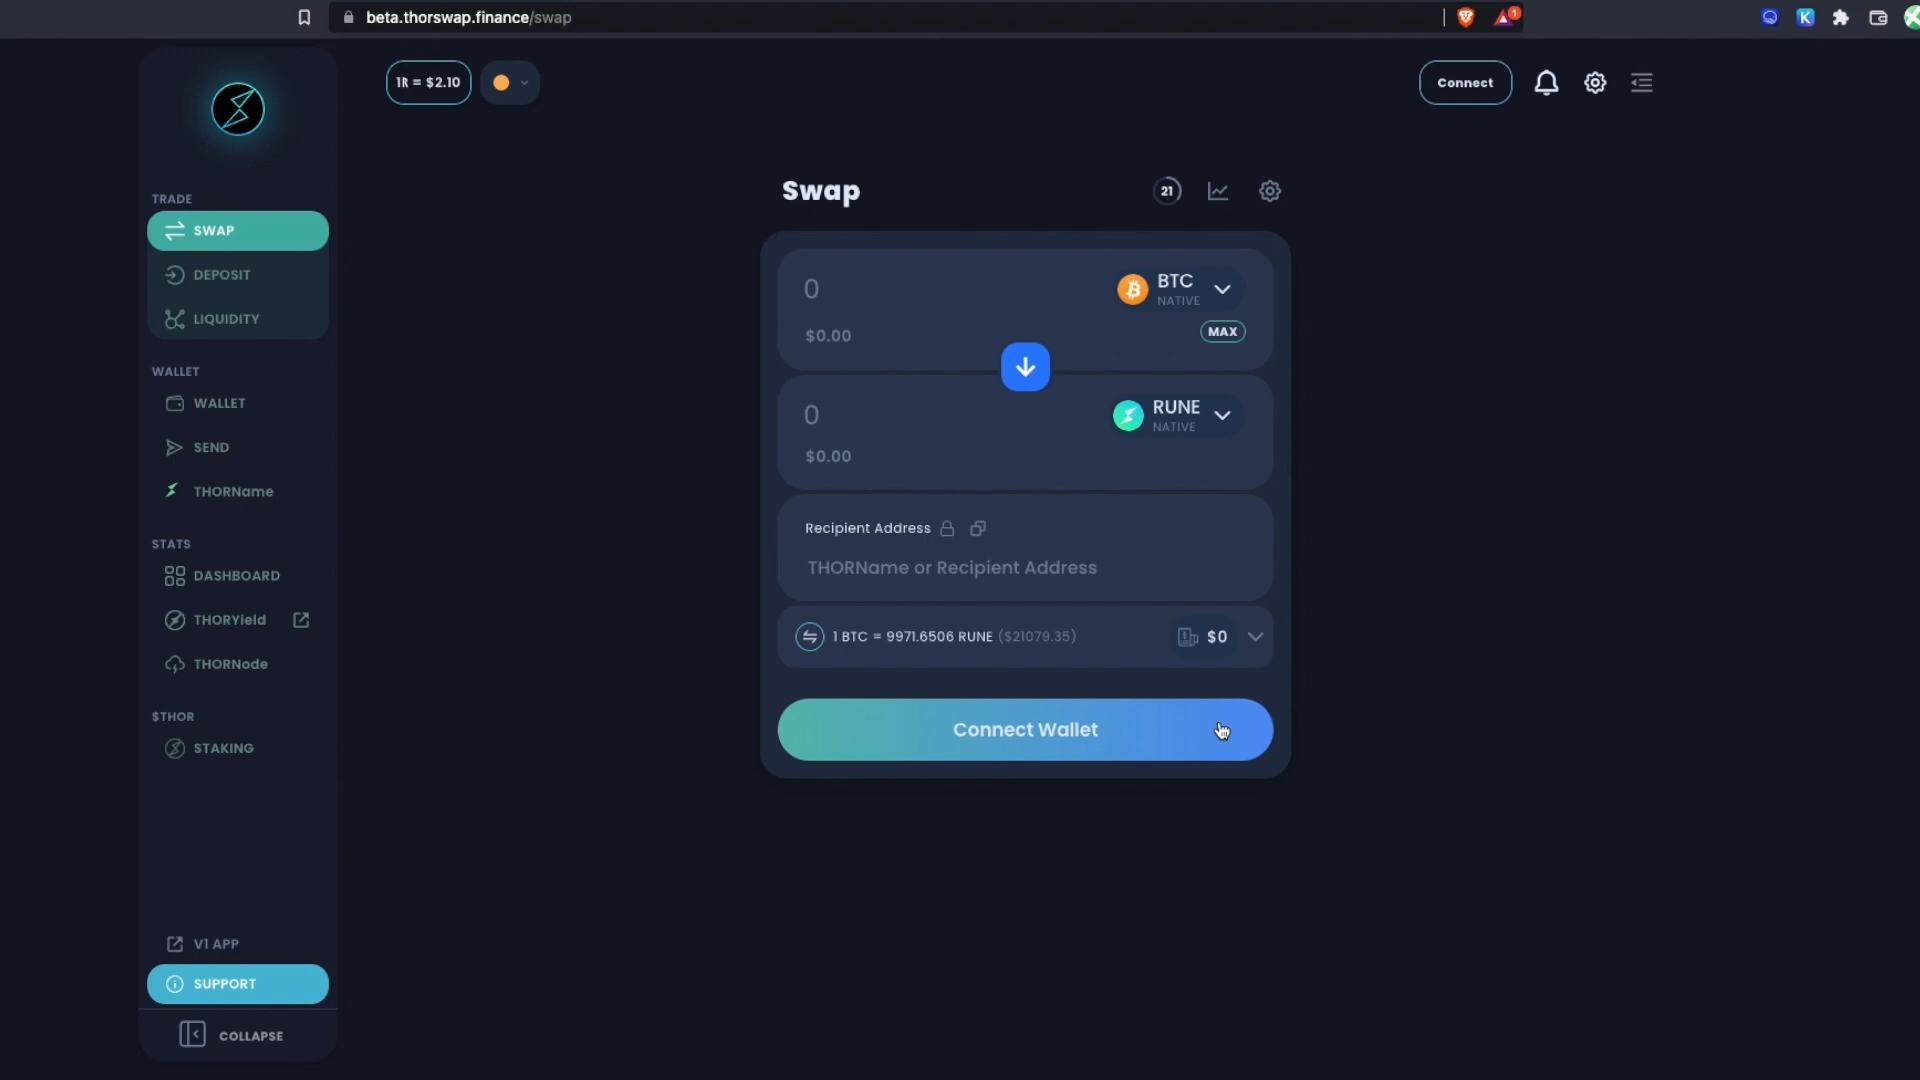 beta.thorswap.finance/swap
1
K
1R = $2.10
Connect
TRADE
SWAP
DEPOSIT
LIQUIDITY
WALLET
WALLET
SEND
THORName
STATS
DASHBOARD
THORYield
THORNode
$THOR
STAKING
V1 APP
SUPPORT
COLLAPSE
Swap
21
0
BTC
NATIVE
$0.00
MAX
0
RUNE
NATIVE
$0.00
Recipient Address
THORName or Recipient Address
1 BTC = 9971.6506 RUNE ($21079.35)
$0
Connect Wallet